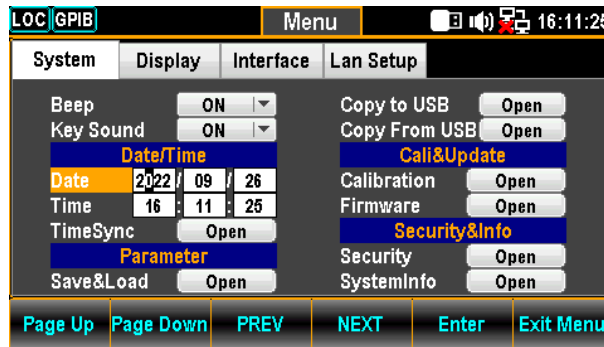 LOC GPIB Menu 16:11:25
System Display Interface Lan Setup
Beep ON
Key Sound ON
Date/Time
Date 2022 / 09 / 26
Time 16 : 11 : 25
TimeSync Open
Parameter
Save&Load Open
Copy to USB Open
Copy From USB Open
Cali&Update
Calibration Open
Firmware Open
Security&Info
Security Open
SystemInfo Open
Page Up Page Down PREV NEXT Enter Exit Menu